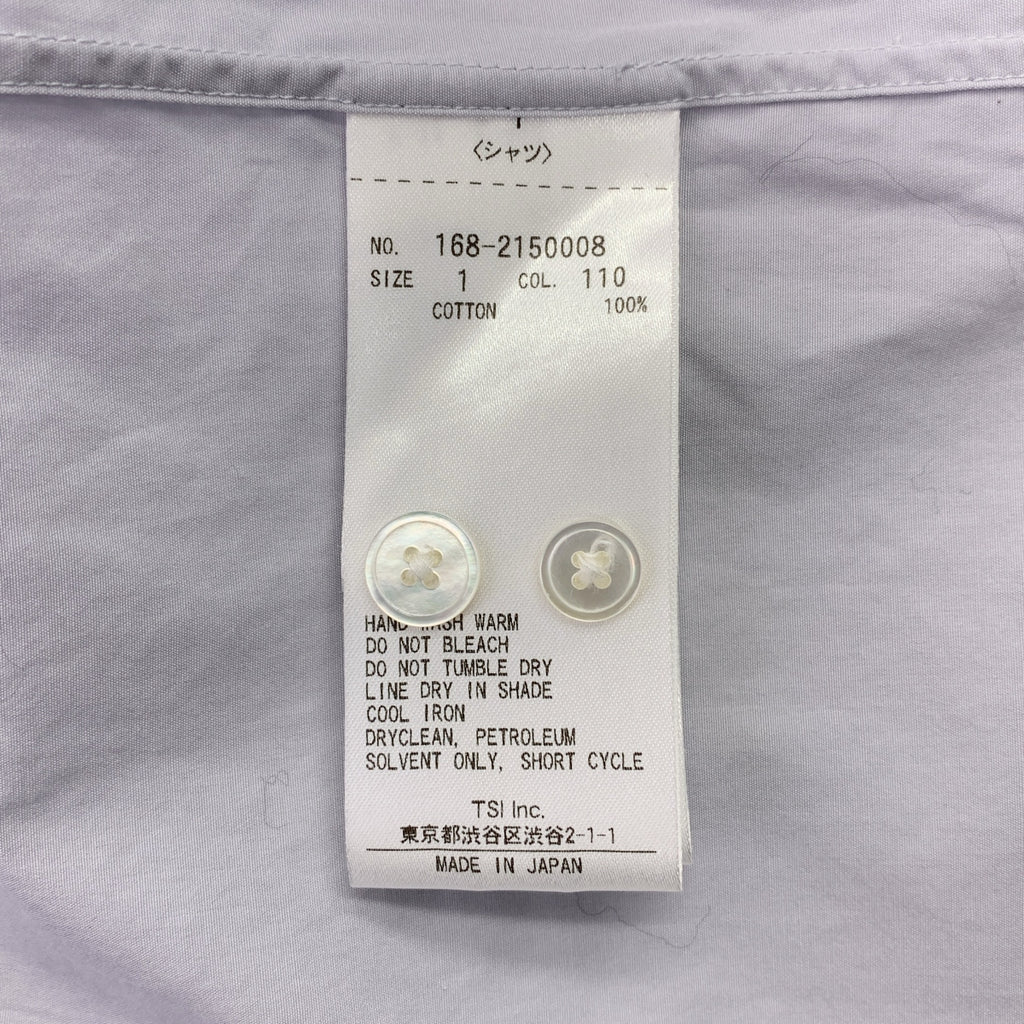 〈シャツ〉
NO. 168-2150008
SIZE 1 COL. 110
COTTON 100%
HAND WASH WARM
DO NOT BLEACH
DO NOT TUMBLE DRY
LINE DRY IN SHADE
COOL IRON
DRYCLEAN, PETROLEUM
SOLVENT ONLY, SHORT CYCLE
TSI Inc.
東京都渋谷区渋谷2-1-1
MADE IN JAPAN